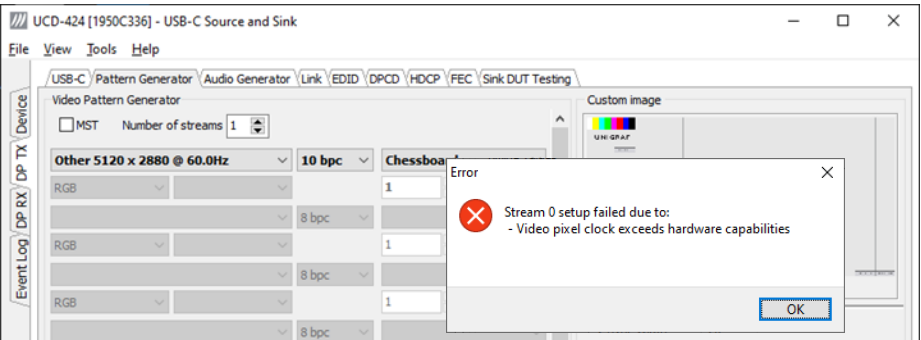 UCD-424 [1950C336] - USB-C Source and Sink
File View Tools Help
USB-C Pattern Generator Audio Generator Link EDID DPCD HDCP FEC Sink DUT Testing
Device
DP TX
DP RX
Event Log
Video Pattern Generator
MST Number of streams 1
Other 5120 x 2880 @ 60.0Hz 10 bpc
RGB 1
8 bpc
RGB 1
8 bpc
RGB 1
8 bpc
Custom image
UNIGRAF
Error
Stream 0 setup failed due to:
- Video pixel clock exceeds hardware capabilities
OK